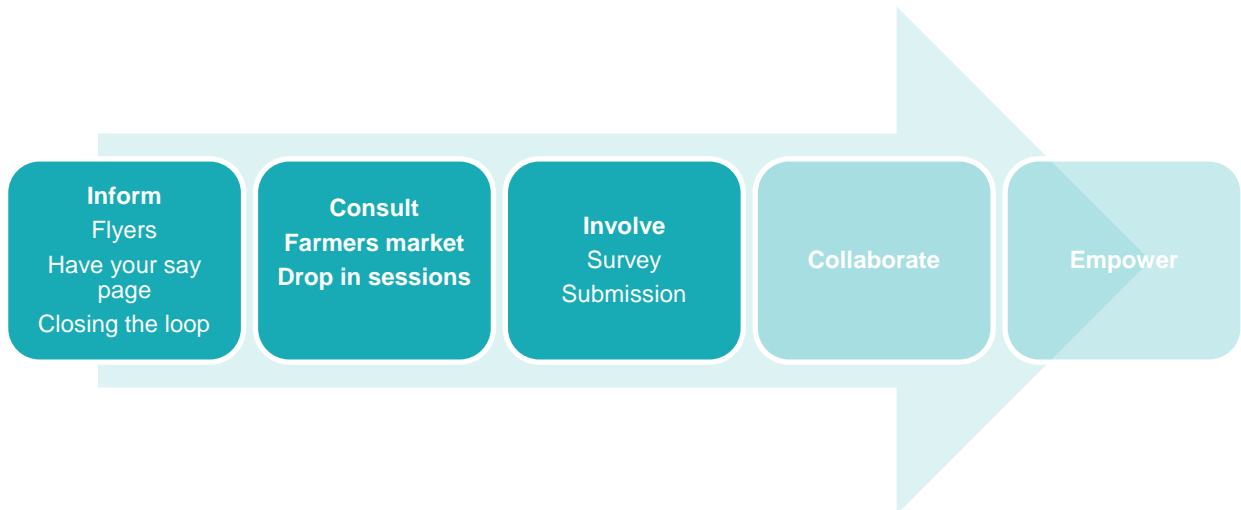 Inform
Flyers
Have your say
page
Closing the loop
Consult
Farmers market
Drop in sessions
Involve
Survey
Submission
Collaborate
Empower